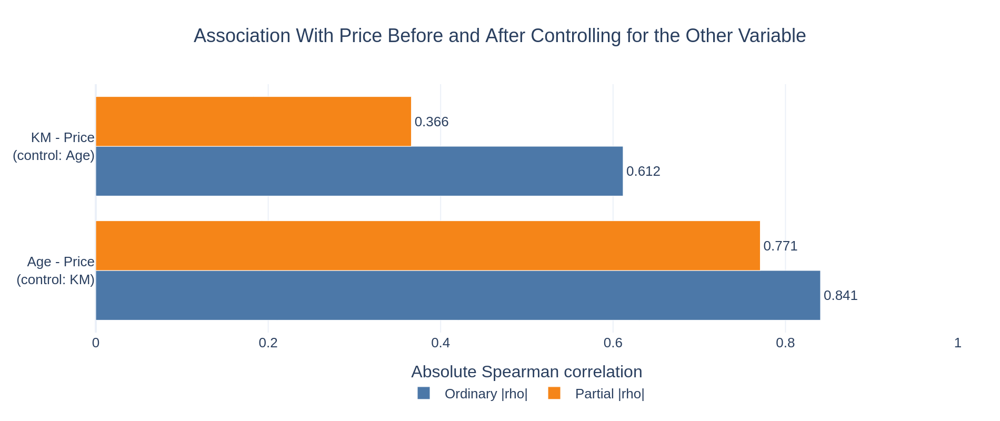 Association With Price Before and After Controlling for the Other Variable
KM - Price
(control: Age)
0.366
0.612
Age - Price
(control: KM)
0.771
0.841
0 0.2 0.4 0.6 0.8 1
Absolute Spearman correlation
Ordinary |rho| Partial |rho|